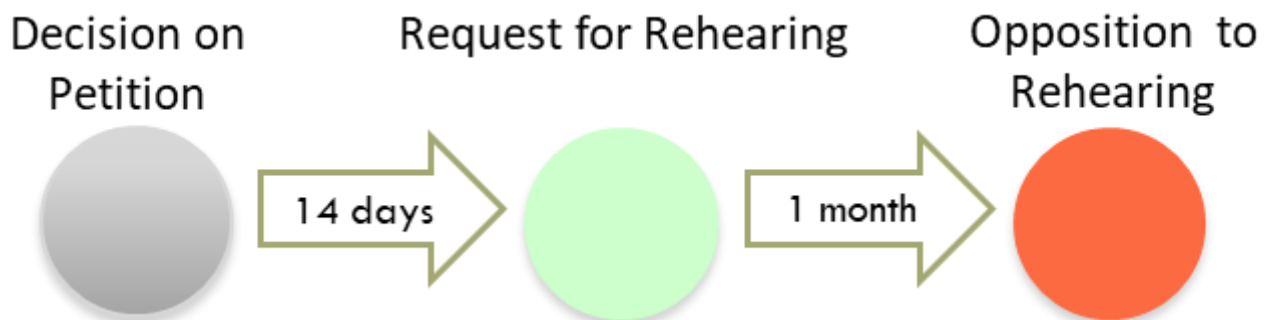 Decision on
Petition
Request for Rehearing
Opposition to
Rehearing
14 days
1 month